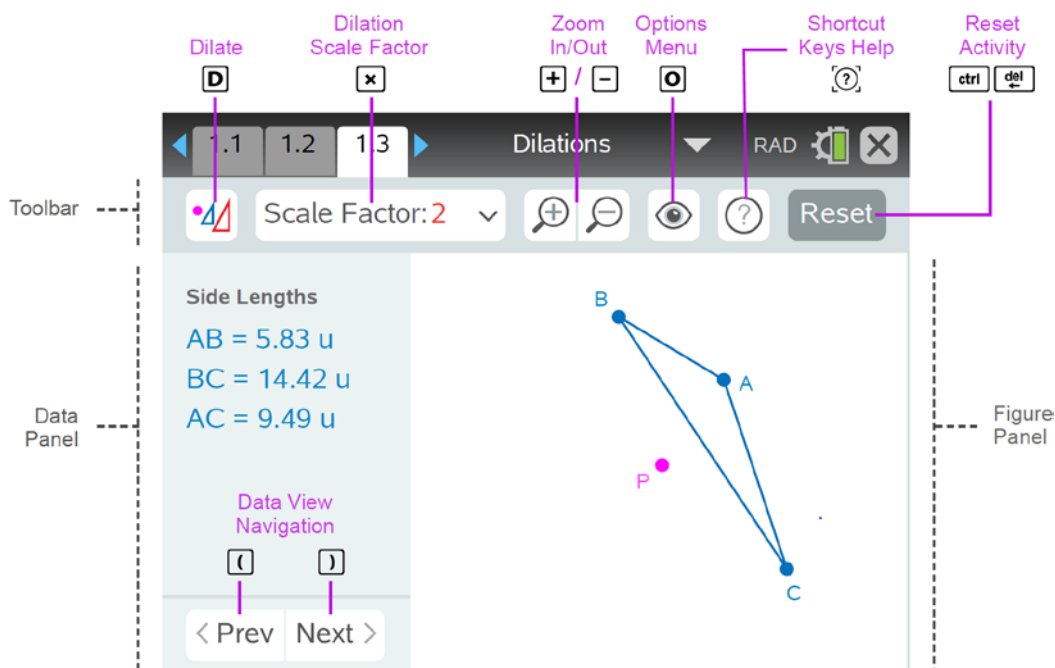 Dilate
D
Dilation
Scale Factor
×
Zoom
In/Out
+ / −
Options
Menu
O
Shortcut
Keys Help
?
Reset
Activity
ctrl del
←
1.1 1.2 1.3 Dilations RAD
Toolbar
Scale Factor: 2
?
Reset
Side Lengths
AB = 5.83 u
BC = 14.42 u
AC = 9.49 u
Data
Panel
B
A
P
C
Figure
Panel
Data View
Navigation
( )
< Prev Next >